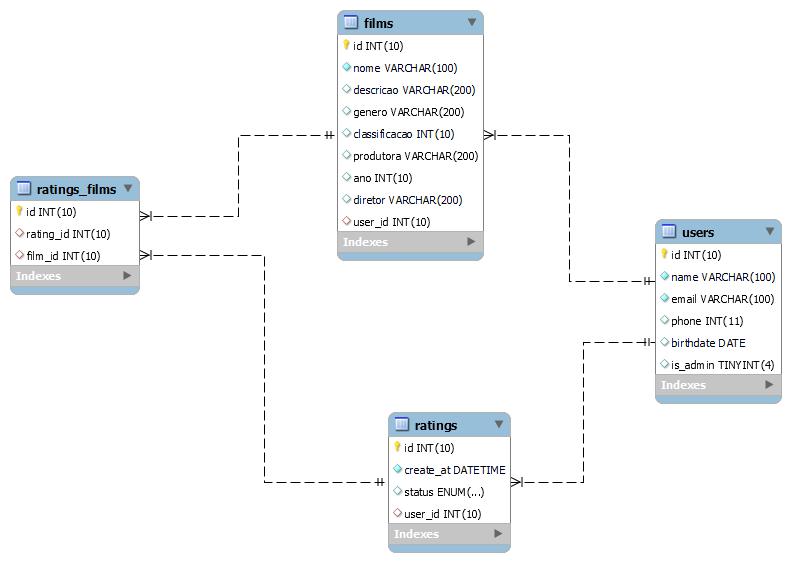 films
id INT(10)
nome VARCHAR(100)
descricao VARCHAR(200)
genero VARCHAR(200)
classificacao INT(10)
produtora VARCHAR(200)
ano INT(10)
diretor VARCHAR(200)
user_id INT(10)
Indexes
ratings_films
id INT(10)
rating_id INT(10)
film_id INT(10)
Indexes
users
id INT(10)
name VARCHAR(100)
email VARCHAR(100)
phone INT(11)
birthdate DATE
is_admin TINYINT(4)
Indexes
ratings
id INT(10)
create_at DATETIME
status ENUM(...)
user_id INT(10)
Indexes